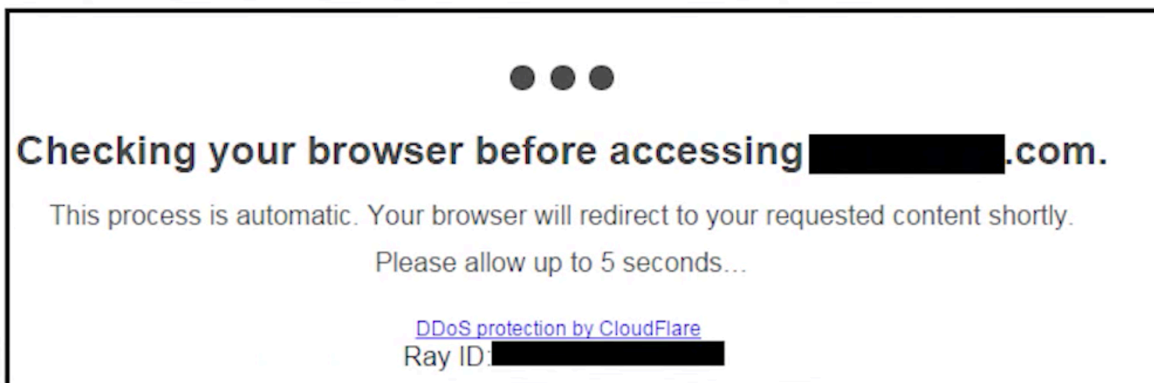 Checking your browser before accessing .com.
This process is automatic. Your browser will redirect to your requested content shortly.
Please allow up to 5 seconds...
DDoS protection by CloudFlare
Ray ID: